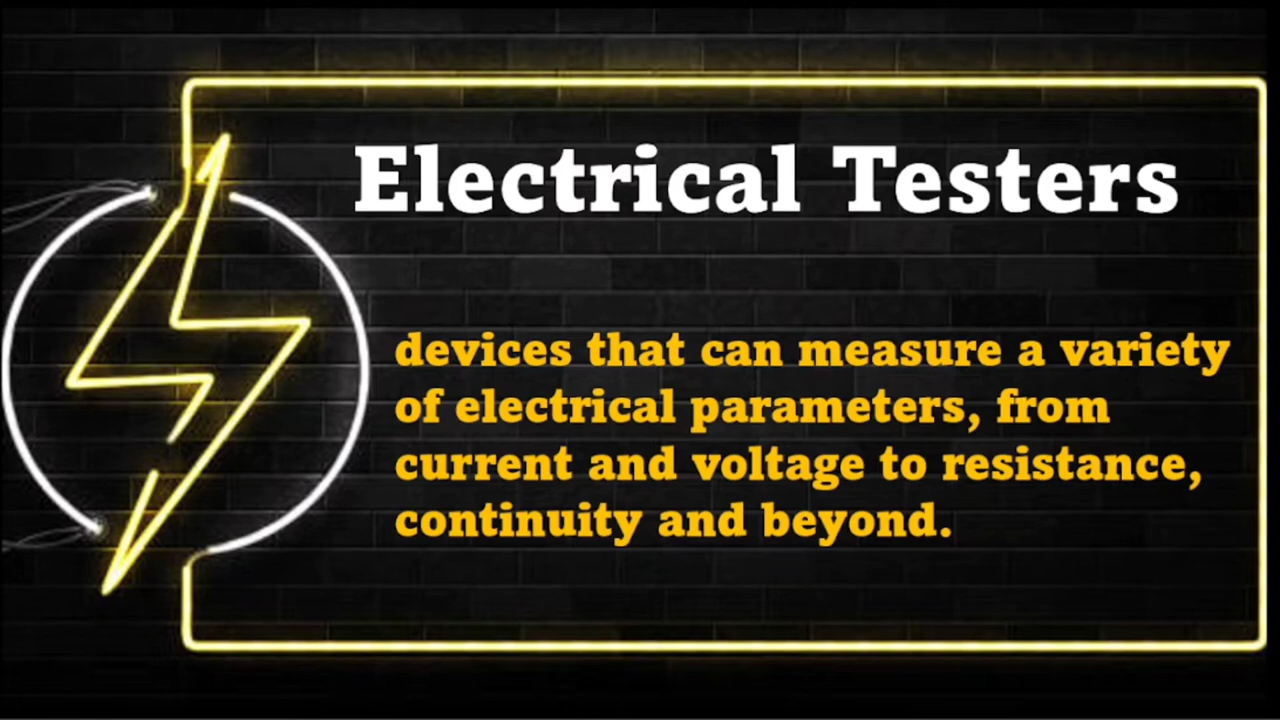 Electrical Testers
devices that can measure a variety
of electrical parameters, from
current and voltage to resistance,
continuity and beyond.